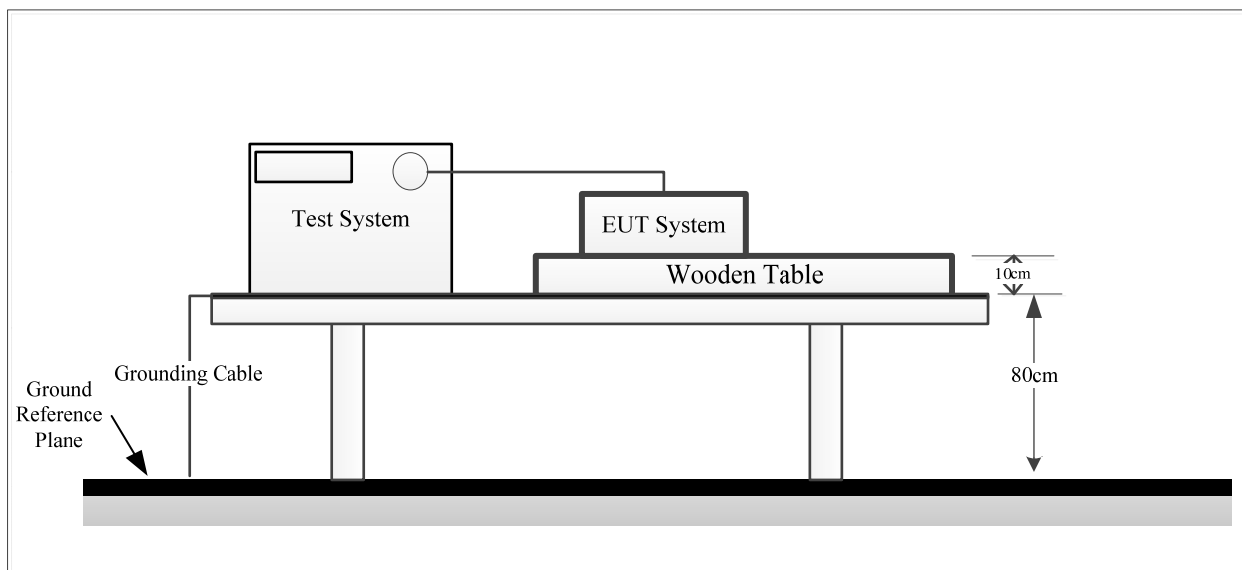 Test System
EUT System
Wooden Table
10cm
Grounding Cable
80cm
Ground
Reference
Plane